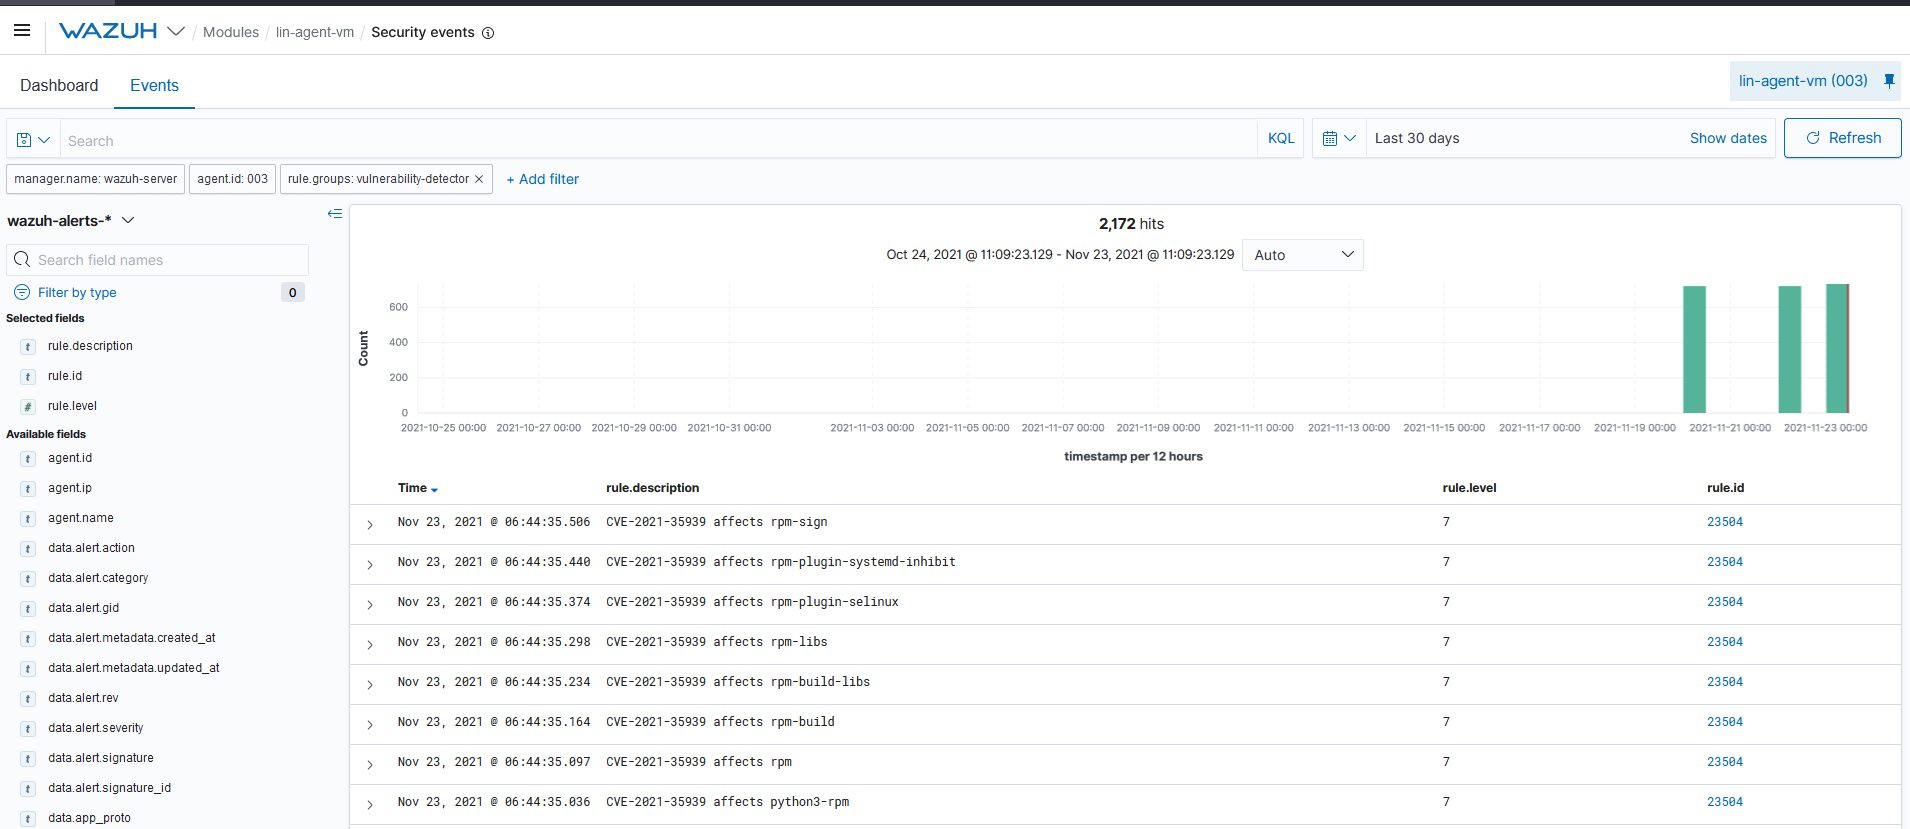 WAZUH / Modules / lin-agent-vm / Security events
Dashboard Events lin-agent-vm (003)
Search KQL Last 30 days Show dates Refresh
manager.name: wazuh-server agent.id: 003 rule.groups: vulnerability-detector × + Add filter
wazuh-alerts-*
Search field names
Filter by type 0
Selected fields
t rule.description
t rule.id
# rule.level
Available fields
t agent.id
t agent.ip
t agent.name
t data.alert.action
t data.alert.category
t data.alert.gid
t data.alert.metadata.created_at
t data.alert.metadata.updated_at
t data.alert.rev
t data.alert.severity
t data.alert.signature
t data.alert.signature_id
t data.app_proto
2,172 hits
Oct 24, 2021 @ 11:09:23.129 - Nov 23, 2021 @ 11:09:23.129 Auto
Count
600
400
200
0
2021-10-25 00:00 2021-10-27 00:00 2021-10-29 00:00 2021-10-31 00:00 2021-11-03 00:00 2021-11-05 00:00 2021-11-07 00:00 2021-11-09 00:00 2021-11-11 00:00 2021-11-13 00:00 2021-11-15 00:00 2021-11-17 00:00 2021-11-19 00:00 2021-11-21 00:00 2021-11-23 00:00
timestamp per 12 hours
Time rule.description rule.level rule.id
Nov 23, 2021 @ 06:44:35.506 CVE-2021-35939 affects rpm-sign 7 23504
Nov 23, 2021 @ 06:44:35.440 CVE-2021-35939 affects rpm-plugin-systemd-inhibit 7 23504
Nov 23, 2021 @ 06:44:35.374 CVE-2021-35939 affects rpm-plugin-selinux 7 23504
Nov 23, 2021 @ 06:44:35.298 CVE-2021-35939 affects rpm-libs 7 23504
Nov 23, 2021 @ 06:44:35.234 CVE-2021-35939 affects rpm-build-libs 7 23504
Nov 23, 2021 @ 06:44:35.164 CVE-2021-35939 affects rpm-build 7 23504
Nov 23, 2021 @ 06:44:35.097 CVE-2021-35939 affects rpm 7 23504
Nov 23, 2021 @ 06:44:35.036 CVE-2021-35939 affects python3-rpm 7 23504